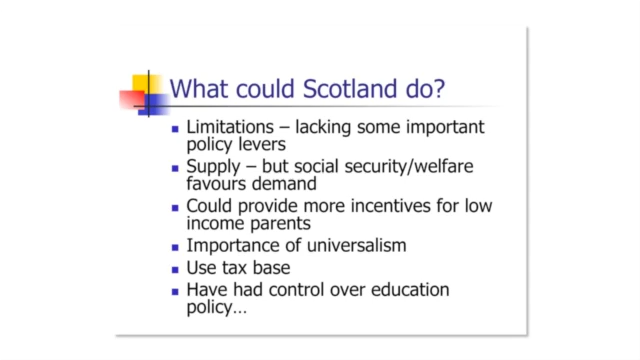 What could Scotland do?
Limitations – lacking some important
policy levers
Supply – but social security/welfare
favours demand
Could provide more incentives for low
income parents
Importance of universalism
Use tax base
Have had control over education
policy…